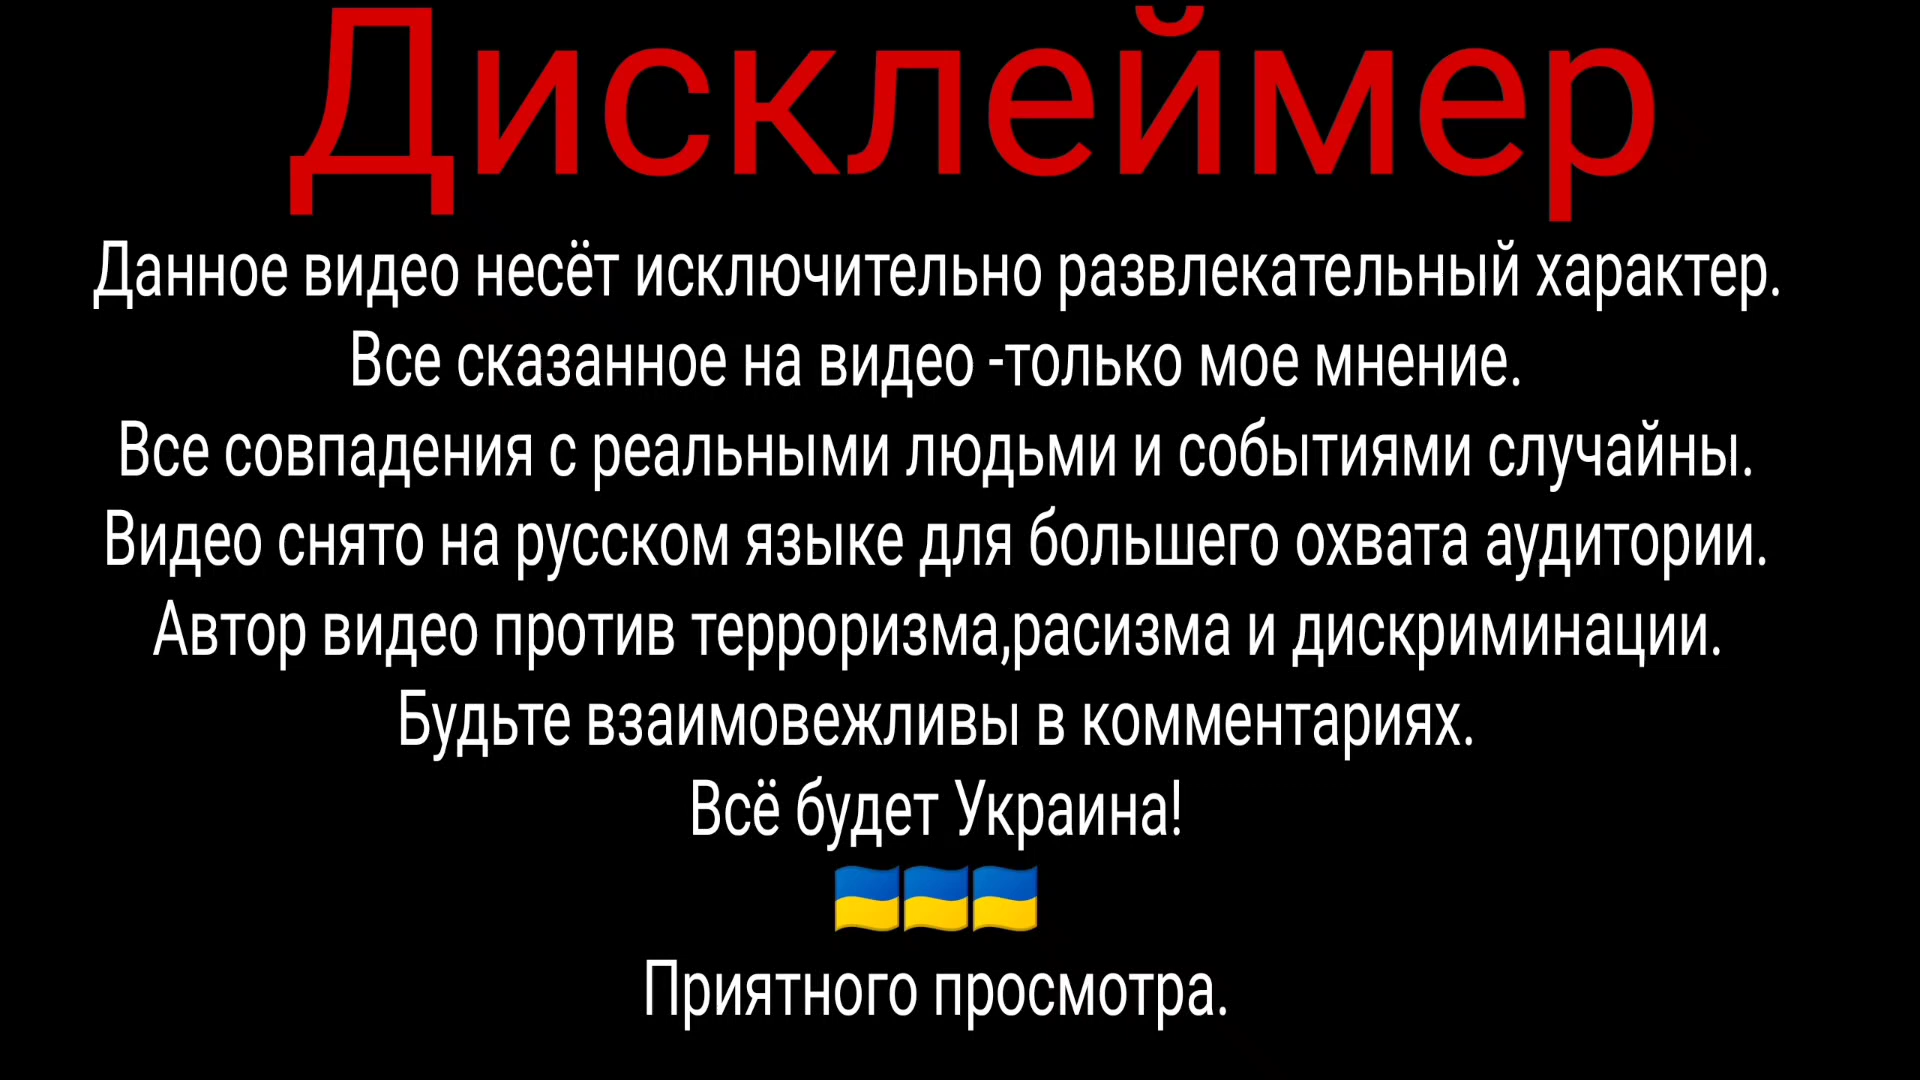 Дисклеймер
Данное видео несёт исключительно развлекательный характер.
Все сказанное на видео -только мое мнение.
Все совпадения с реальными людьми и событиями случайны.
Видео снято на русском языке для большего охвата аудитории.
Автор видео против терроризма,расизма и дискриминации.
Будьте взаимовежливы в комментариях.
Всё будет Украина!
🇺🇦🇺🇦🇺🇦
Приятного просмотра.